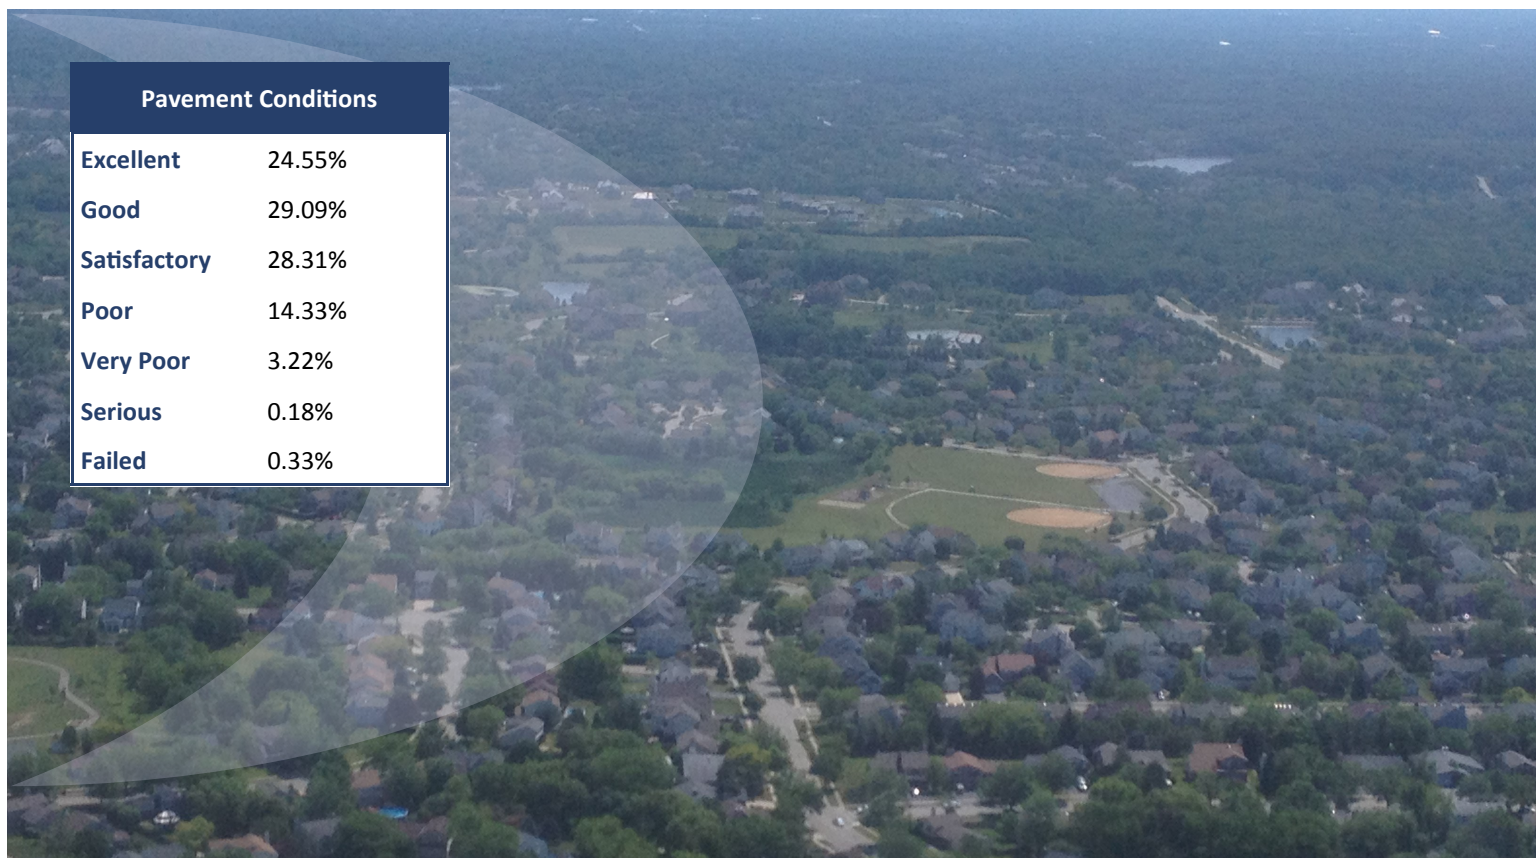 Pavement Conditions
Excellent 24.55%
Good 29.09%
Satisfactory 28.31%
Poor 14.33%
Very Poor 3.22%
Serious 0.18%
Failed 0.33%